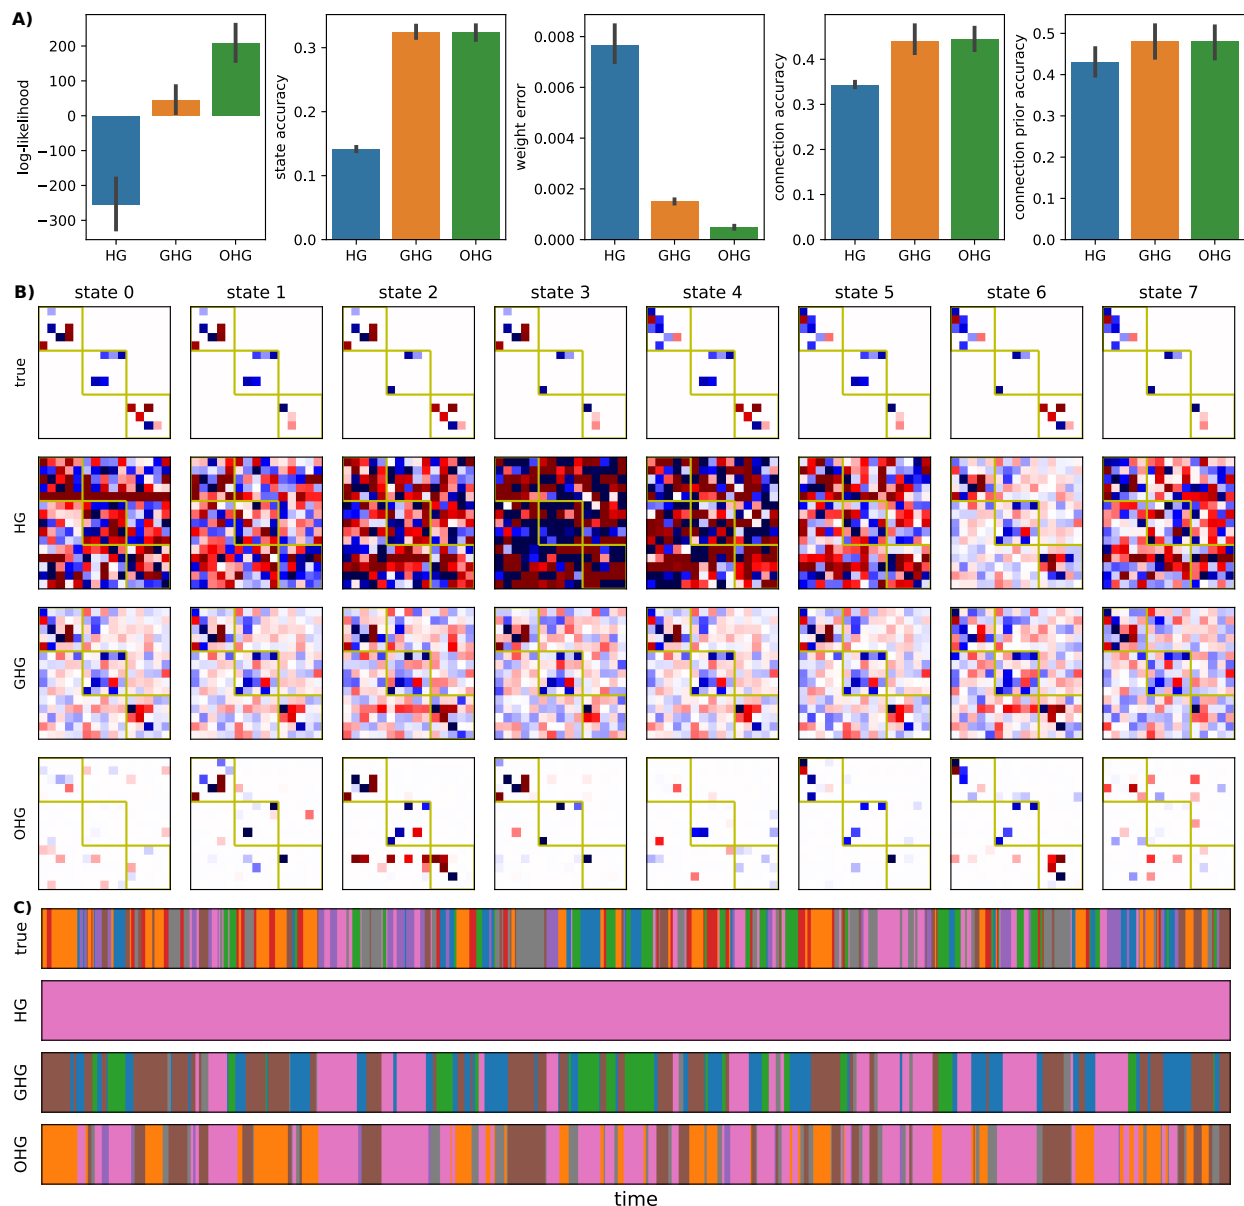 A)
log-likelihood
200
100
0
−100
−200
−300
HG GHG OHG
state accuracy
0.3
0.2
0.1
0.0
HG GHG OHG
weight error
0.008
0.006
0.004
0.002
0.000
HG GHG OHG
connection accuracy
0.4
0.3
0.2
0.1
0.0
HG GHG OHG
connection prior accuracy
0.5
0.4
0.3
0.2
0.1
0.0
HG GHG OHG
B)
state 0 state 1 state 2 state 3 state 4 state 5 state 6 state 7
true
HG
GHG
OHG
C)
true
HG
GHG
OHG
time